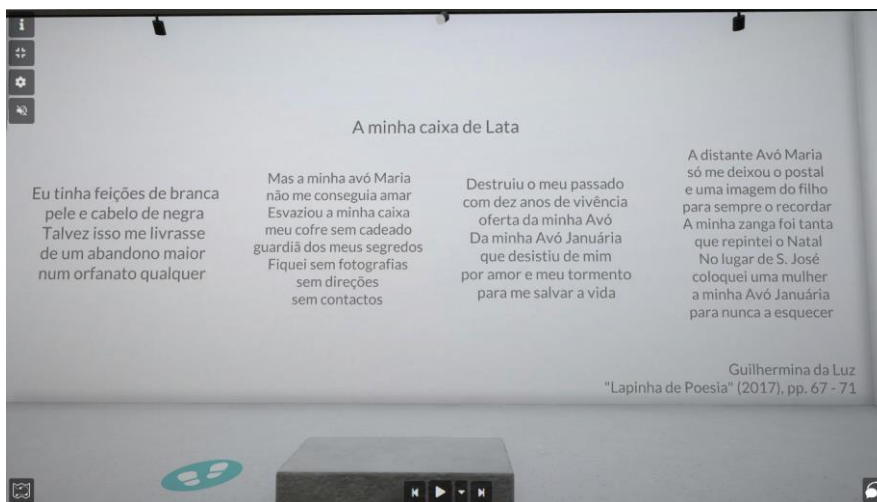 A minha caixa de Lata
Eu tinha feições de branca
pele e cabelo de negra
Talvez isso me livrasse
de um abandono maior
num orfanato qualquer
Mas a minha avó Maria
não me conseguia amar
Esvaziou a minha caixa
meu cofre sem cadeado
guardiã dos meus segredos
Fiquei sem fotografias
sem direções
sem contactos
Destruiu o meu passado
com dez anos de vivência
oferta da minha Avó
Da minha Avó Januária
que desistiu de mim
por amor e meu tormento
para me salvar a vida
A distante Avó Maria
só me deixou o postal
e uma imagem do filho
para sempre o recordar
A minha zanga foi tanta
que repintei o Natal
No lugar de S. José
coloquei uma mulher
a minha Avó Januária
para nunca a esquecer
Guilhermina da Luz
"Lapinha de Poesia" (2017), pp. 67 - 71